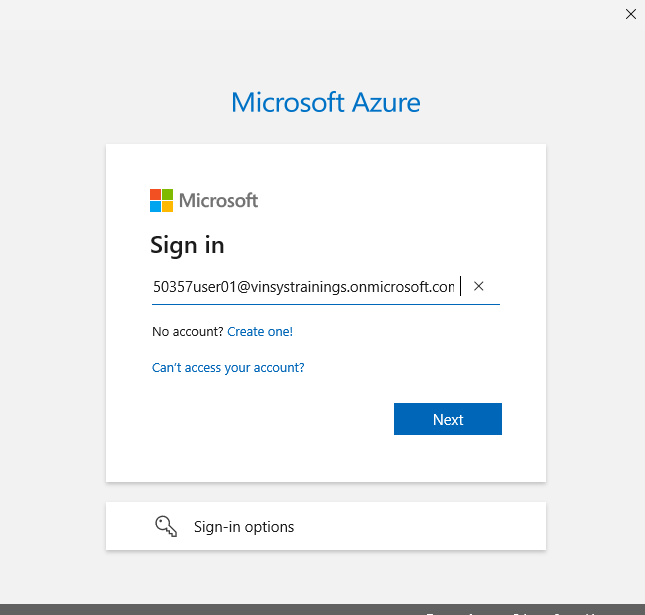 Microsoft Azure
Microsoft
Sign in
50357user01@vinsystrainings.onmicrosoft.com
No account? Create one!
Can't access your account?
Next
Sign-in options